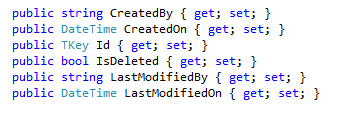 public string CreatedBy { get; set; }
public DateTime CreatedOn { get; set; }
public TKey Id { get; set; }
public bool IsDeleted { get; set; }
public string LastModifiedBy { get; set; }
public DateTime LastModifiedOn { get; set; }